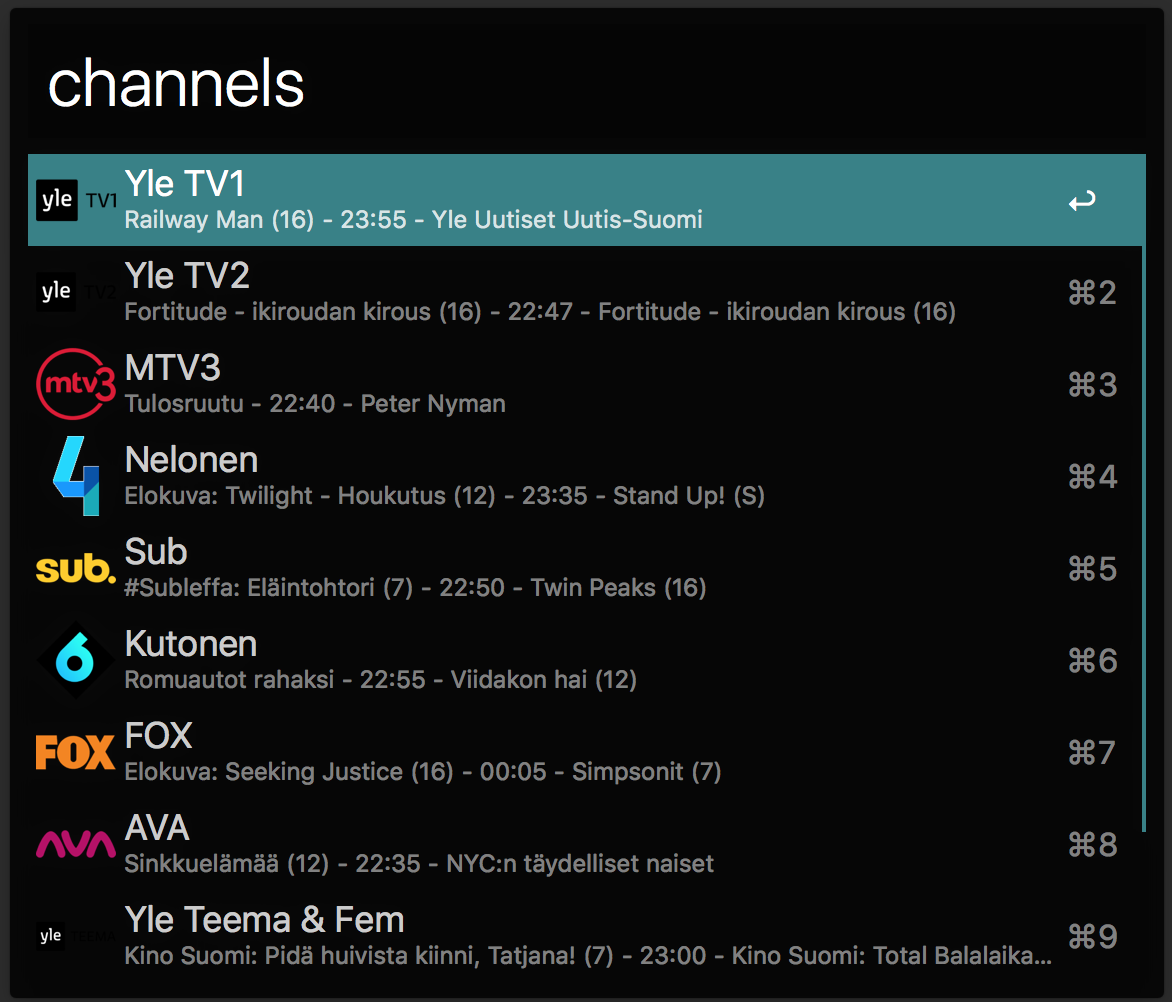 channels
yle TV1
Yle TV1
Railway Man (16) - 23:55 - Yle Uutiset Uutis-Suomi
↩
yle TV2
Yle TV2
Fortitude - ikiroudan kirous (16) - 22:47 - Fortitude - ikiroudan kirous (16)
⌘2
mtv3
MTV3
Tulosruutu - 22:40 - Peter Nyman
⌘3
4
Nelonen
Elokuva: Twilight - Houkutus (12) - 23:35 - Stand Up! (S)
⌘4
sub.
Sub
#Subleffa: Eläintohtori (7) - 22:50 - Twin Peaks (16)
⌘5
6
Kutonen
Romuautot rahaksi - 22:55 - Viidakon hai (12)
⌘6
FOX
FOX
Elokuva: Seeking Justice (16) - 00:05 - Simpsonit (7)
⌘7
AVA
AVA
Sinkkuelämää (12) - 22:35 - NYC:n täydelliset naiset
⌘8
yle TEEMA
Yle Teema & Fem
Kino Suomi: Pidä huivista kiinni, Tatjana! (7) - 23:00 - Kino Suomi: Total Balalaika...
⌘9